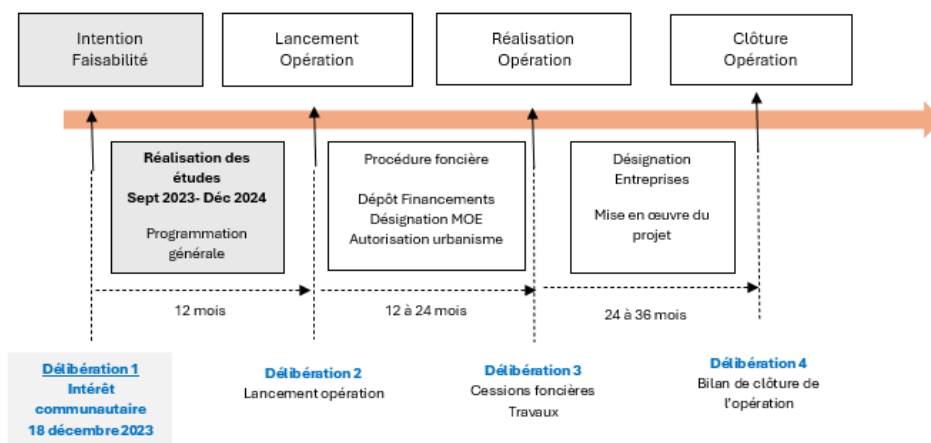 Intention
Faisabilité
Lancement
Opération
Réalisation
Opération
Clôture
Opération
Réalisation des
études
Sept 2023- Déc 2024
Programmation
générale
Procédure foncière
Dépôt Financements
Désignation MOE
Autorisation urbanisme
Désignation
Entreprises
Mise en œuvre du
projet
12 mois
12 à 24 mois
24 à 36 mois
Délibération 1
Intérêt
communautaire
18 décembre 2023
Délibération 2
Lancement opération
Délibération 3
Cessions foncières
Travaux
Délibération 4
Bilan de clôture de
l'opération